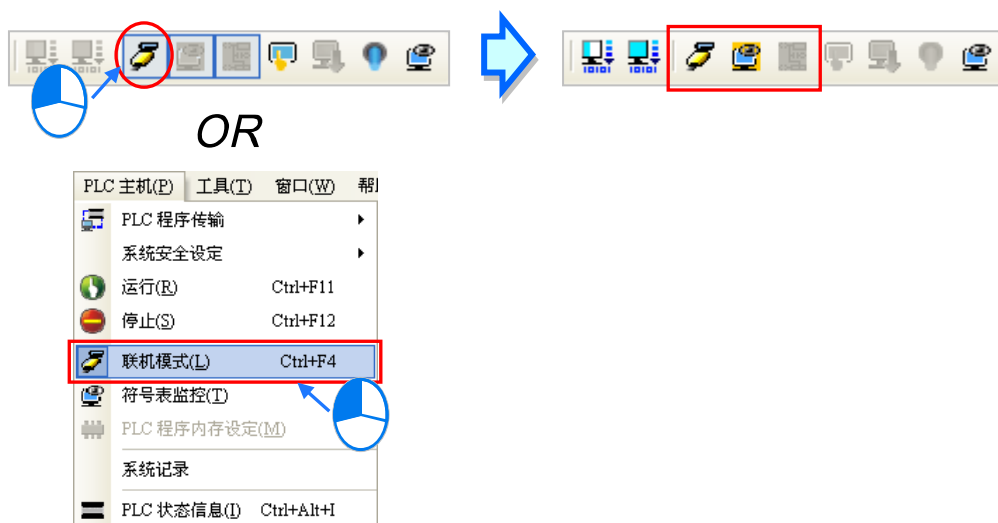 OR
PLC 主机(P) 工具(T) 窗口(W) 帮
PLC 程序传输
系统安全设定
运行(R) Ctrl+F11
停止(S) Ctrl+F12
联机模式(L) Ctrl+F4
符号表监控(T)
PLC 程序内存设定(M)
系统记录
PLC 状态信息(I) Ctrl+Alt+I